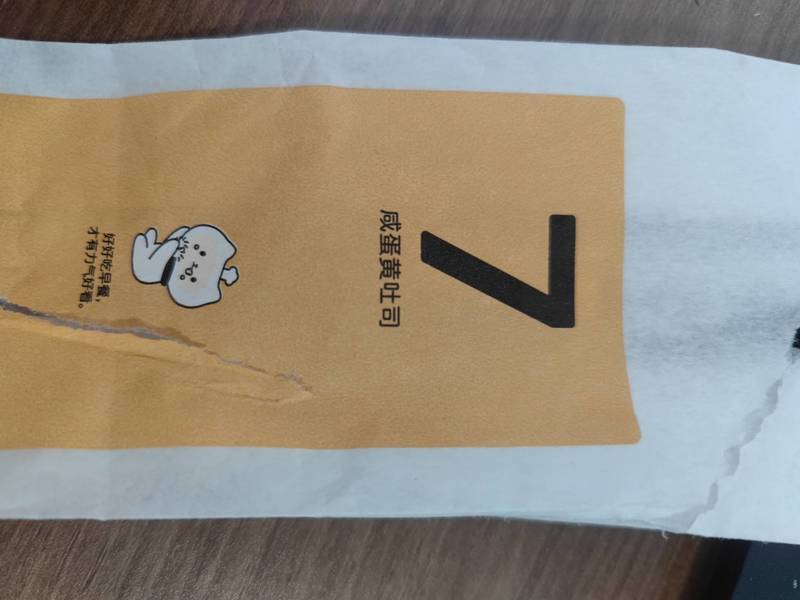 7
咸蛋黄吐司
好好吃早餐，
才有力气好看。